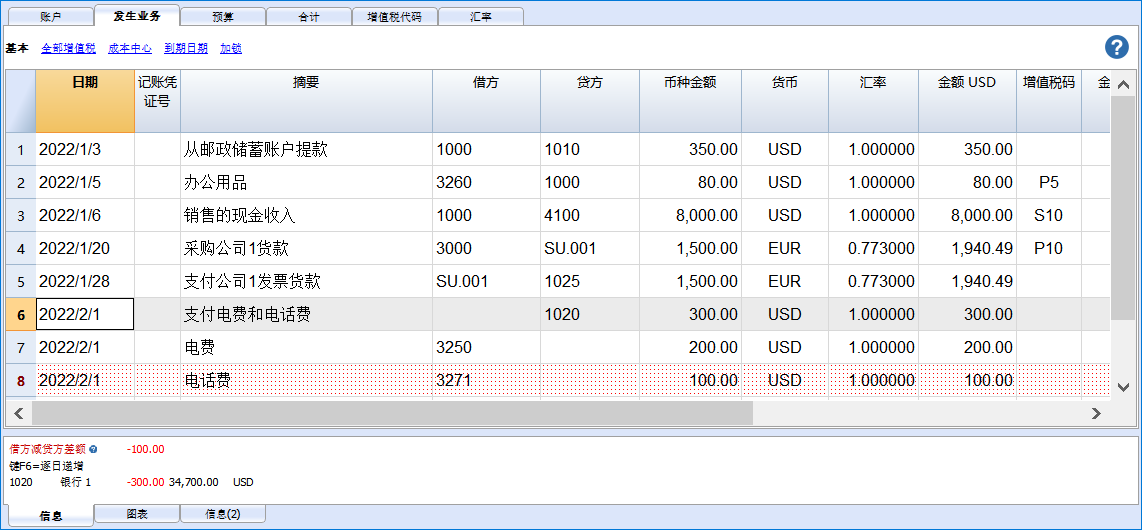 账户 发生业务 预算 合计 增值税代码 汇率
基本 全部增值税 成本中心 到期日期 加锁 ?
日期 记账凭证号 摘要 借方 贷方 币种金额 货币 汇率 金额 USD 增值税码 金
1 2022/1/3 从邮政储蓄账户提款 1000 1010 350.00 USD 1.000000 350.00
2 2022/1/5 办公用品 3260 1000 80.00 USD 1.000000 80.00 P5
3 2022/1/6 销售的现金收入 1000 4100 8,000.00 USD 1.000000 8,000.00 S10
4 2022/1/20 采购公司1货款 3000 SU.001 1,500.00 EUR 0.773000 1,940.49 P10
5 2022/1/28 支付公司1发票货款 SU.001 1025 1,500.00 EUR 0.773000 1,940.49
6 2022/2/1 支付电费和电话费 1020 300.00 USD 1.000000 300.00
7 2022/2/1 电费 3250 200.00 USD 1.000000 200.00
8 2022/2/1 电话费 3271 100.00 USD 1.000000 100.00
借方减贷方差额 ? -100.00
键F6=逐日递增
1020 银行 1 -300.00 34,700.00 USD
信息 图表 信息(2)